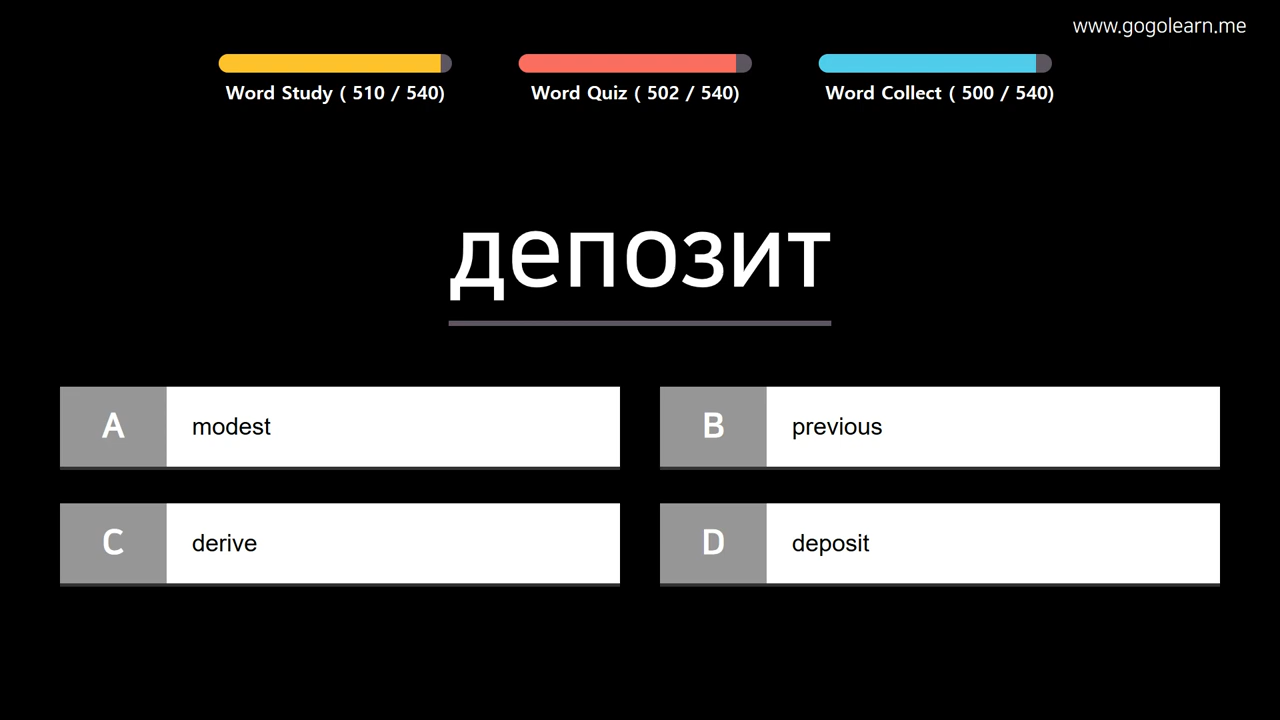 www.gogolearn.me
Word Study ( 510 / 540)
Word Quiz ( 502 / 540)
Word Collect ( 500 / 540)
депозит
A modest
B previous
C derive
D deposit